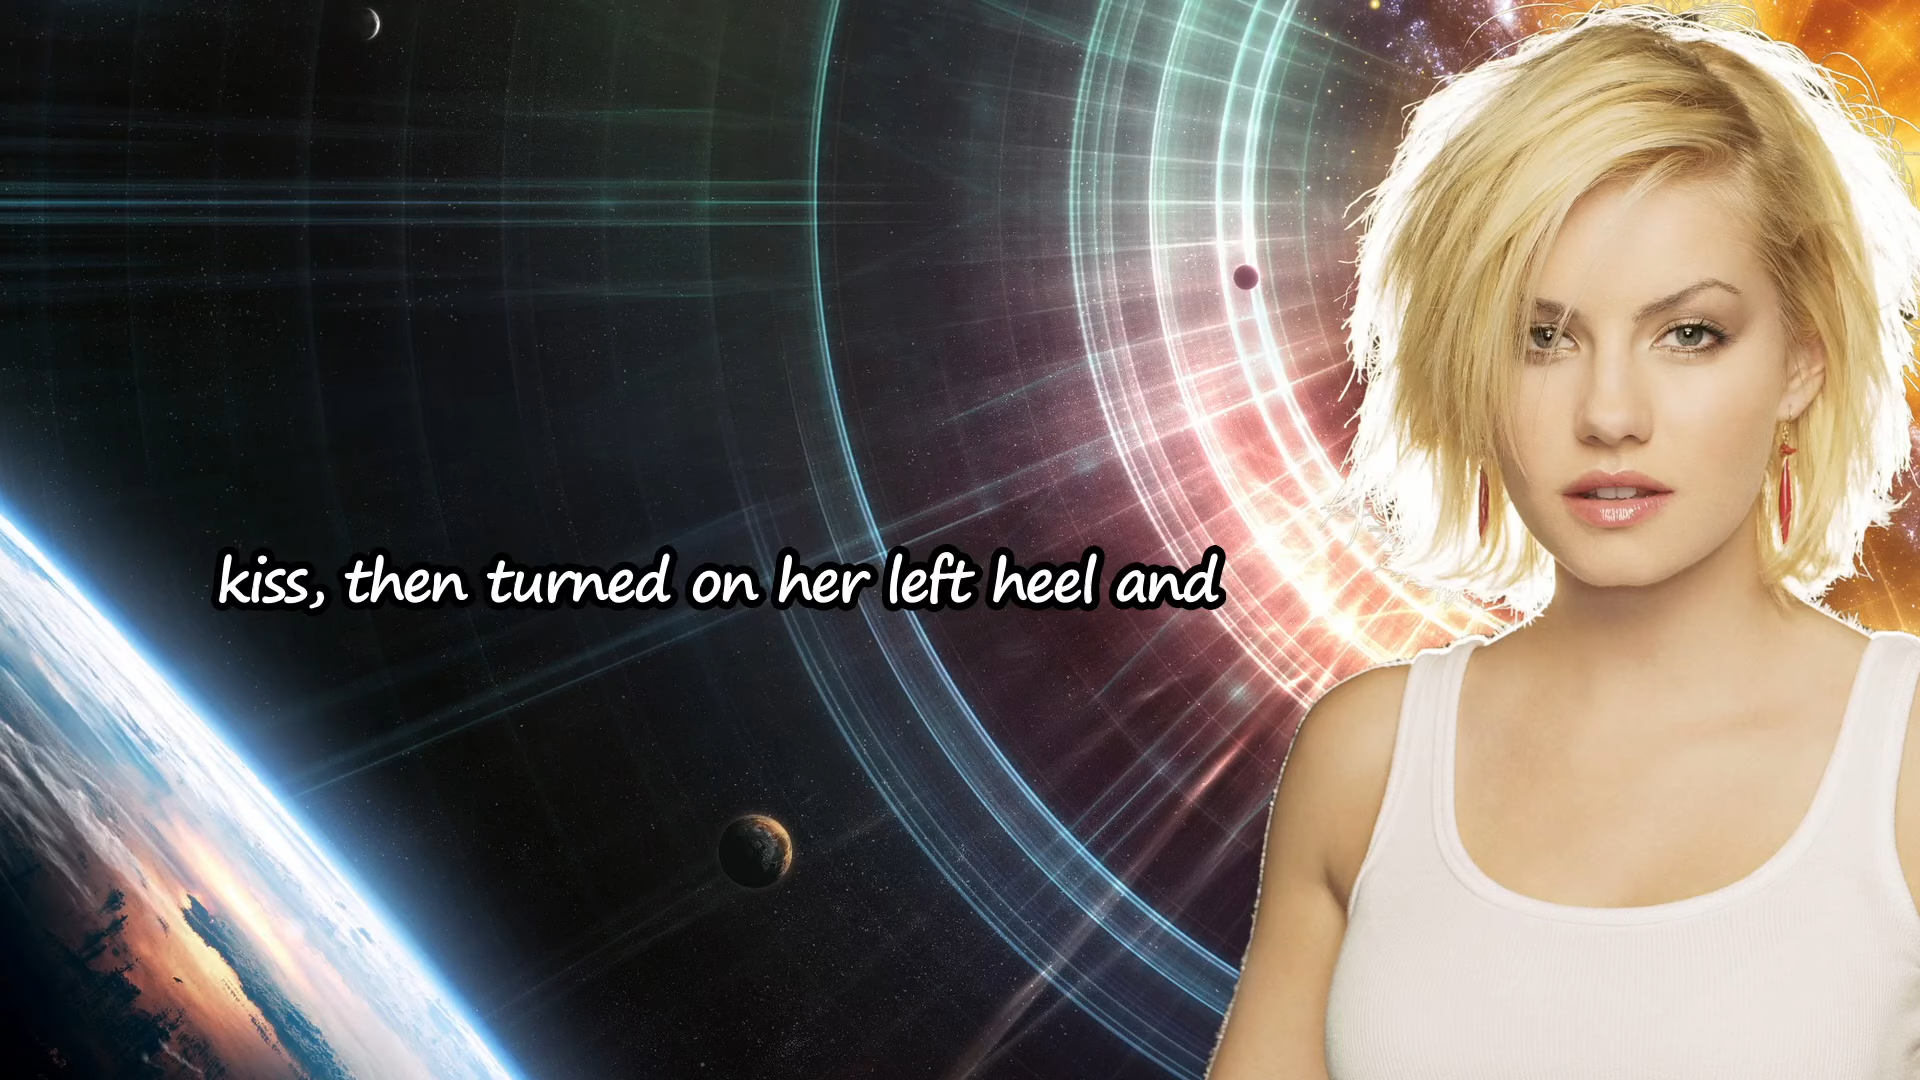 kiss, then turned on her left heel and